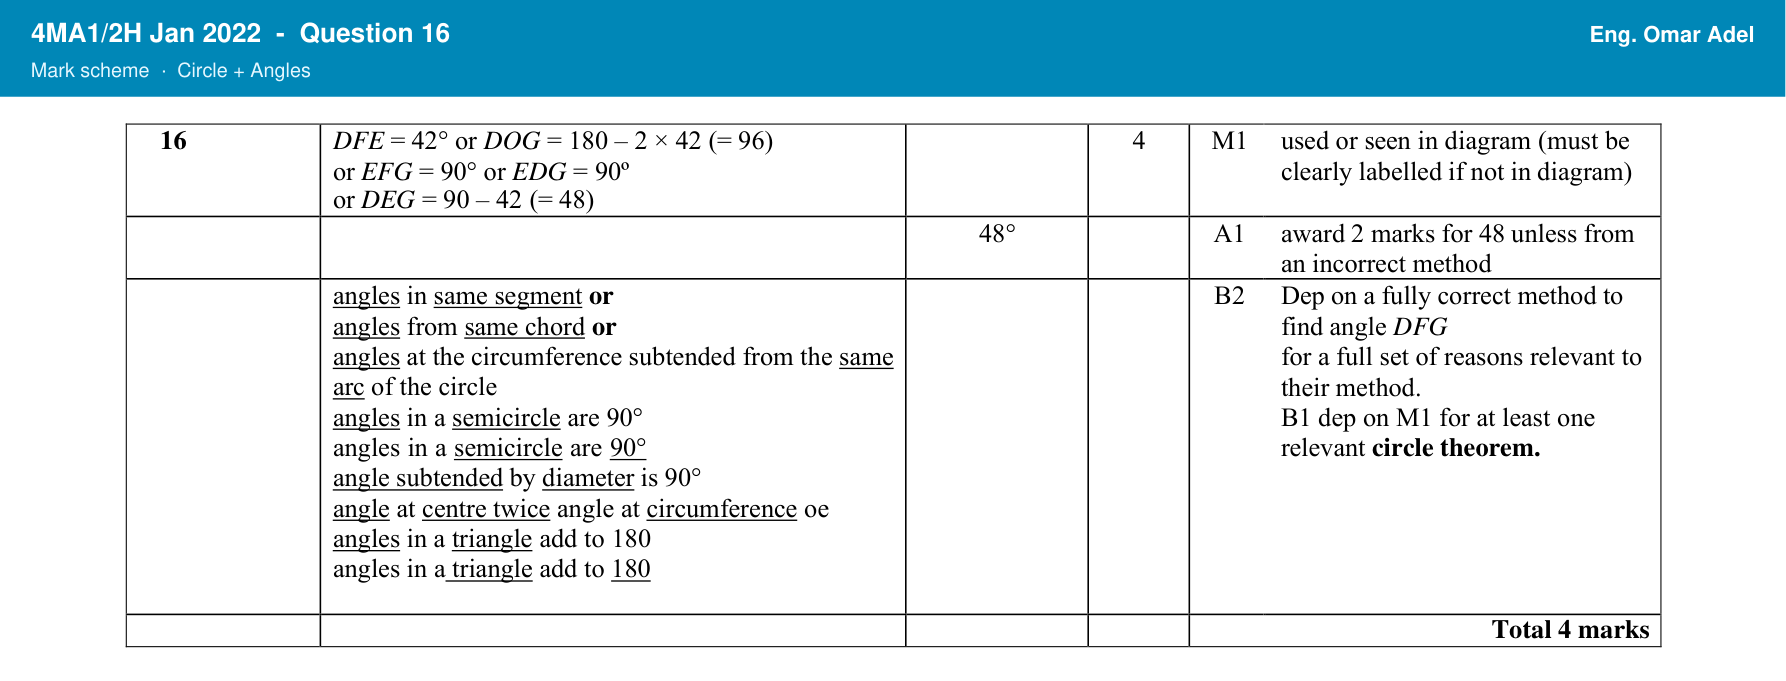 4MA1/2H Jan 2022 - Question 16
Eng. Omar Adel
Mark scheme · Circle + Angles
16
DFE = 42° or DOG = 180 – 2 × 42 (= 96)
or EFG = 90° or EDG = 90º
or DEG = 90 – 42 (= 48)
4
M1
used or seen in diagram (must be
clearly labelled if not in diagram)
48°
A1
award 2 marks for 48 unless from
an incorrect method
angles in same segment or
angles from same chord or
angles at the circumference subtended from the same
arc of the circle
angles in a semicircle are 90°
angles in a semicircle are 90°
angle subtended by diameter is 90°
angle at centre twice angle at circumference oe
angles in a triangle add to 180
angles in a triangle add to 180
B2
Dep on a fully correct method to
find angle DFG
for a full set of reasons relevant to
their method.
B1 dep on M1 for at least one
relevant circle theorem.
Total 4 marks